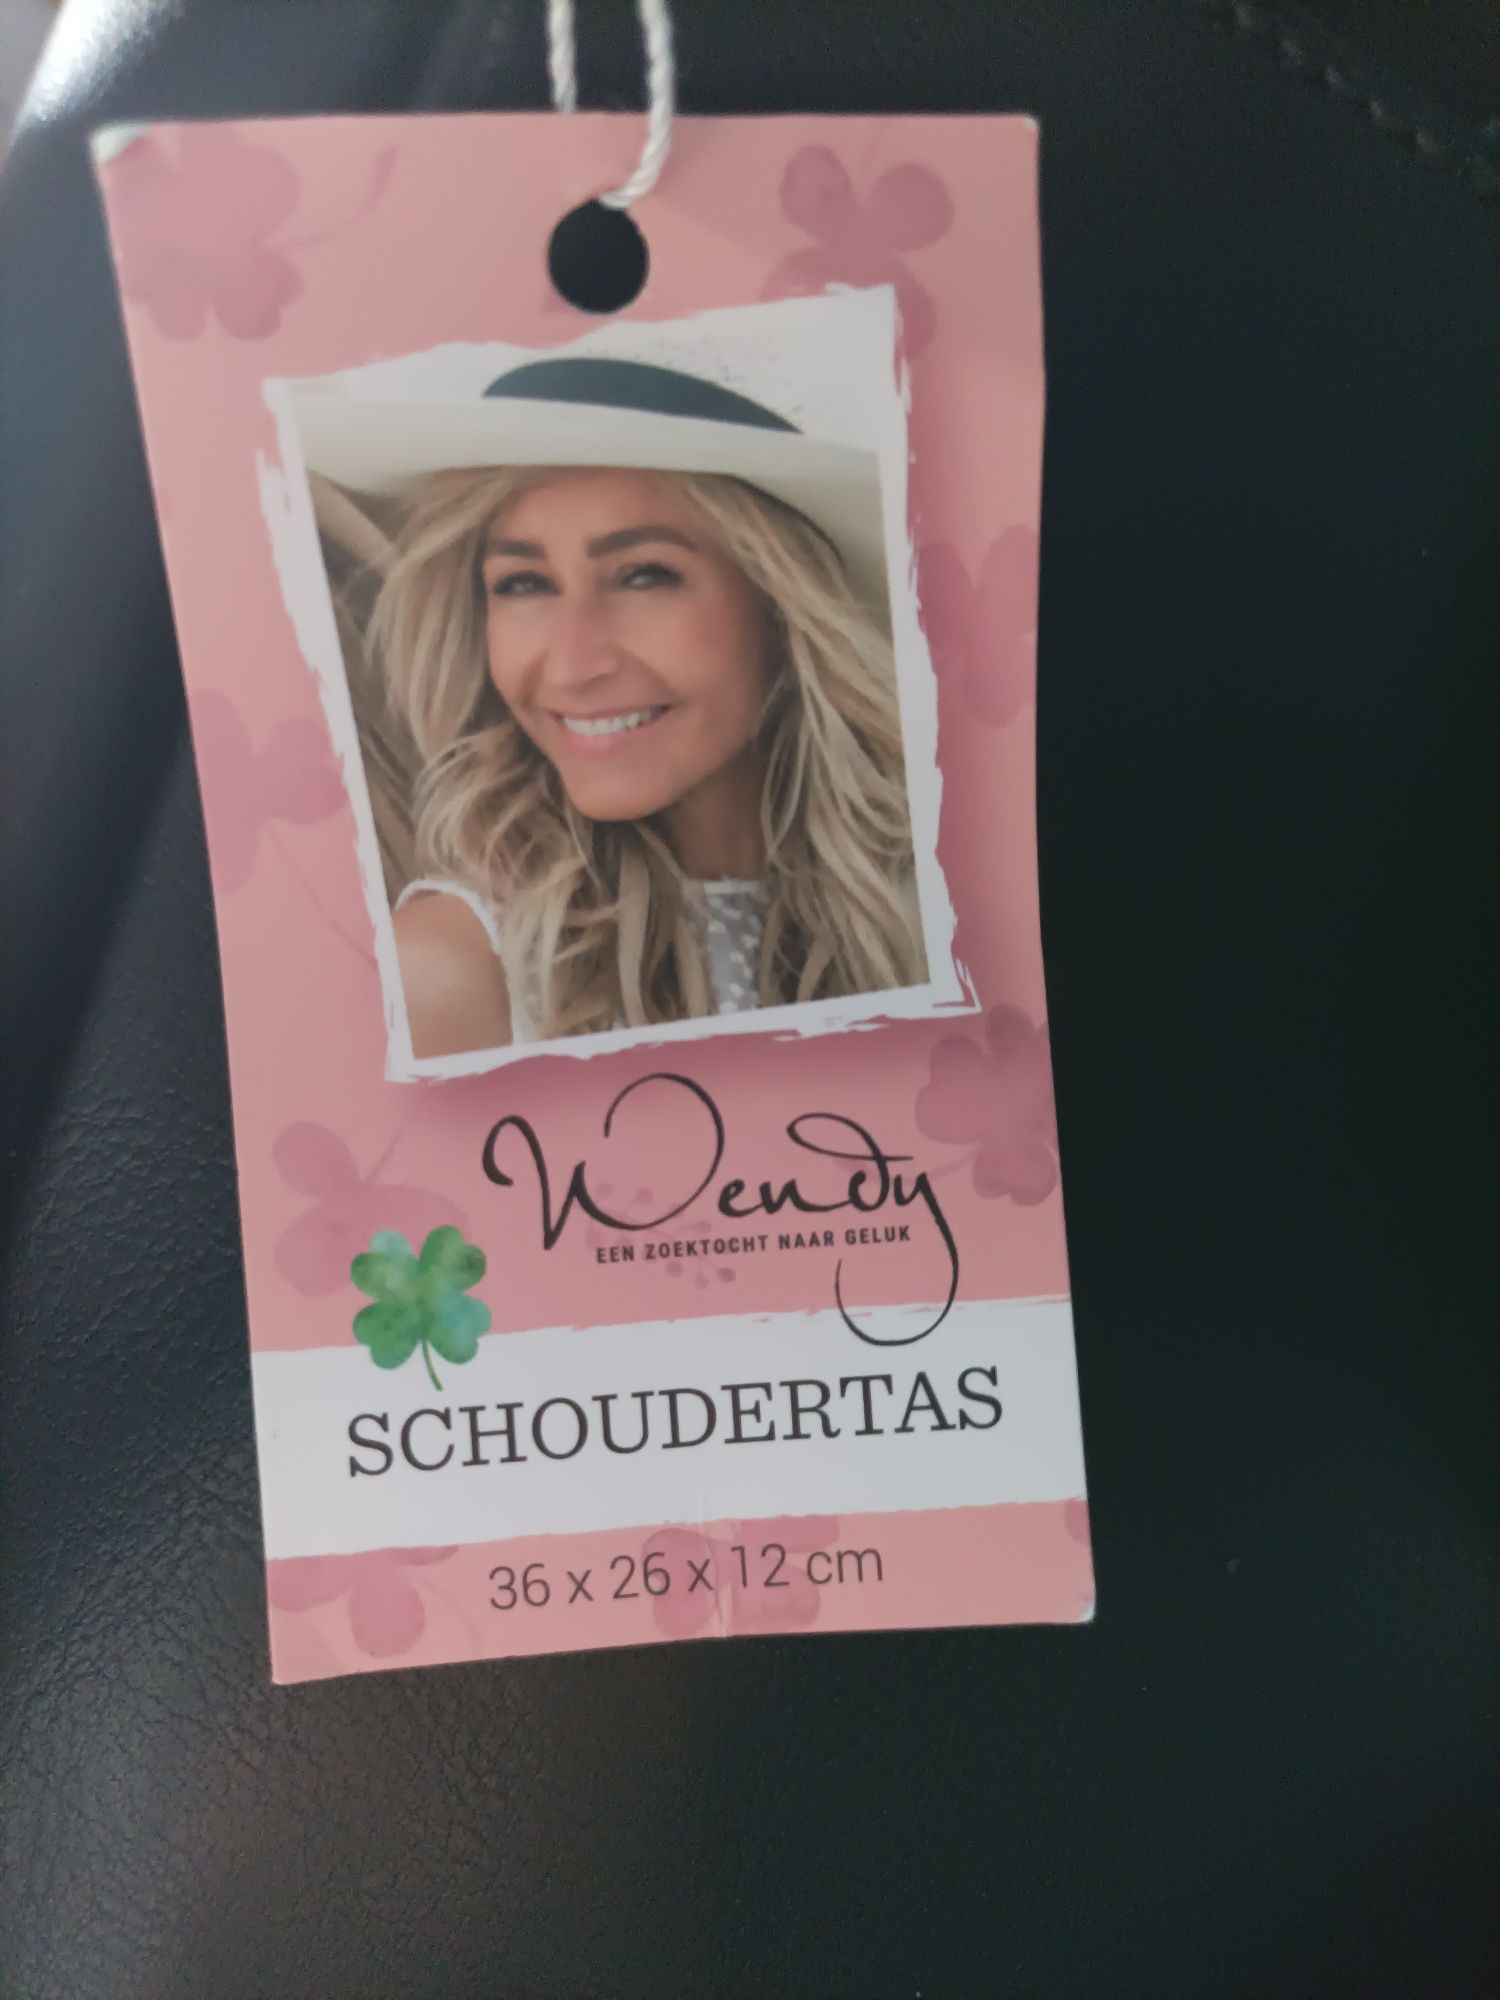 Wendy
EEN ZOEKTOCHT NAAR GELUK
SCHOUDERTAS
36 x 26 x 12 cm